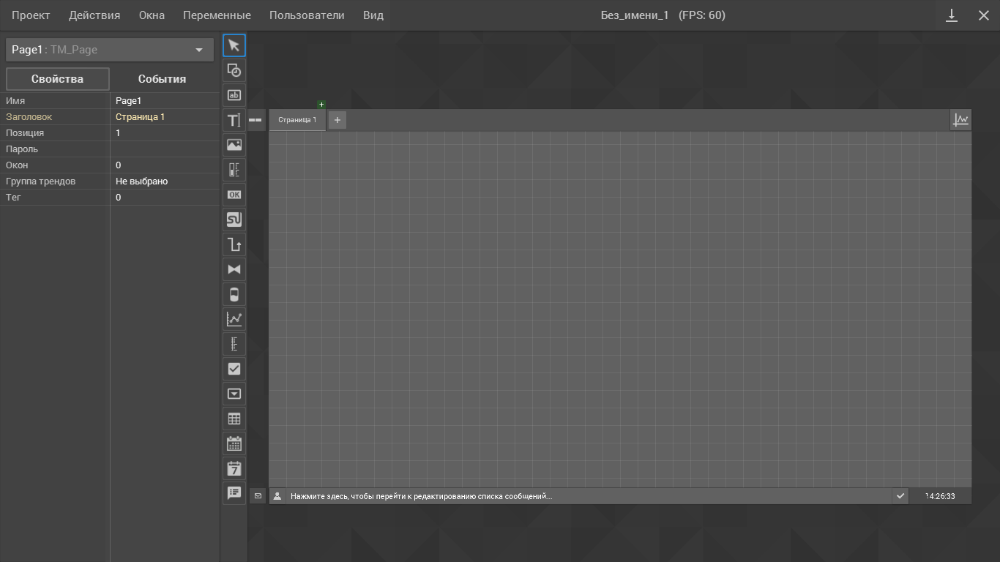 Проект Действия Окна Переменные Пользователи Вид Без_имени_1 (FPS: 60)
Page1 : TM_Page
Свойства События
Имя Page1
Заголовок Страница 1
Позиция 1
Пароль
Окон 0
Группа трендов Не выбрано
Тег 0
ab
T
OK
7
Страница 1 +
Нажмите здесь, чтобы перейти к редактированию списка сообщений... 14:26:33